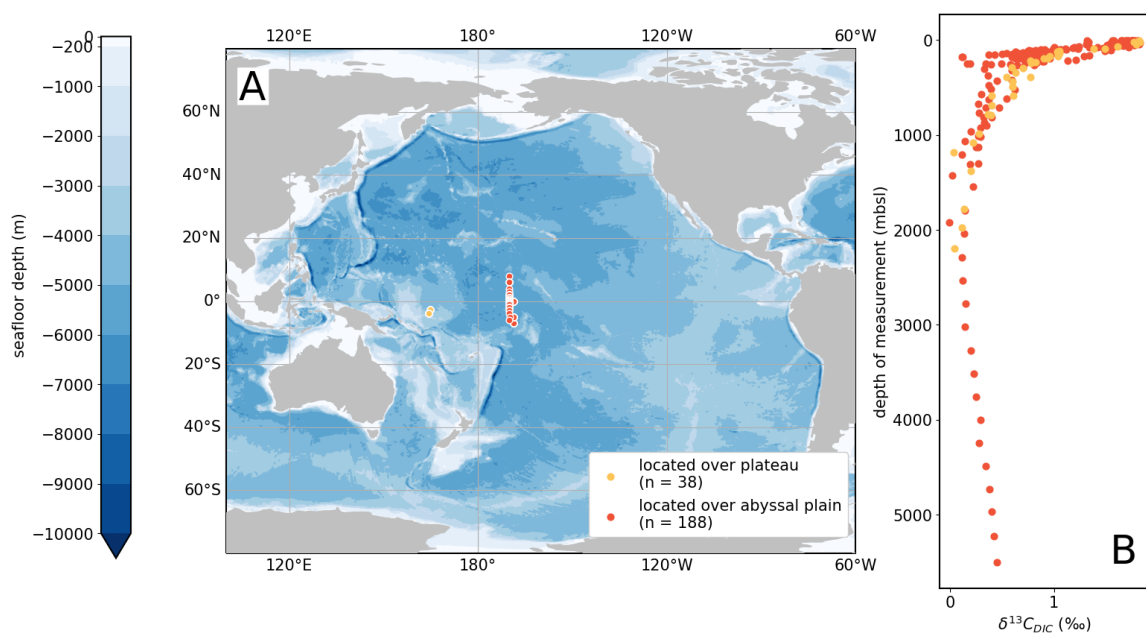 120°E 180° 120°W 60°W
A
60°N
40°N
20°N
0°
20°S
40°S
60°S
120°E 180° 120°W 60°W
seafloor depth (m)
0
−200
−1000
−2000
−3000
−4000
−5000
−6000
−7000
−8000
−9000
−10000
located over plateau
(n = 38)
located over abyssal plain
(n = 188)
depth of measurement (mbsl)
0
1000
2000
3000
4000
5000
B
0 1
δ¹³C_DIC (‰)